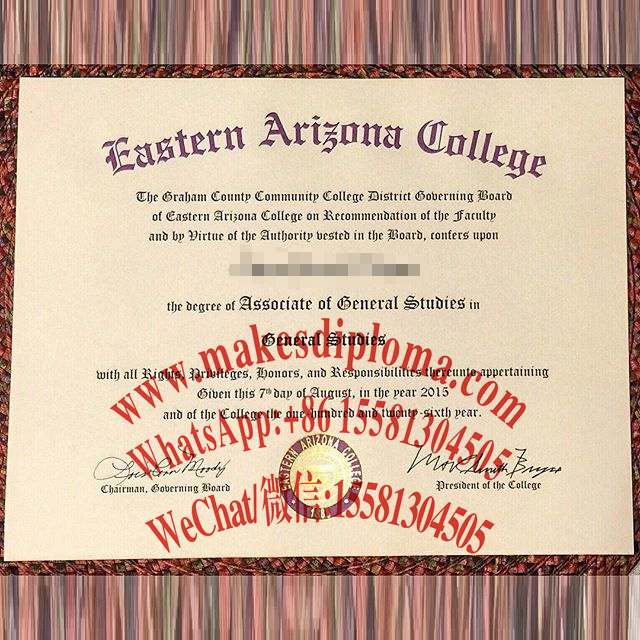 Eastern Arizona College
The Graham County Community College District Governing Board
of Eastern Arizona College on Recommendation of the Faculty
and by Virtue of the Authority vested in the Board, confers upon
the degree of Associate of General Studies in
General Studies
www.makesdiploma.com
with all Rights, Privileges, Honors, and Responsibilities thereunto appertaining
Given this 7th day of August, in the year 2015
and of the College the one hundred and twenty-sixth year.
WhatsApp:+86 15581304505
EASTERN ARIZONA COLLEGE
Chairman, Governing Board
President of the College
WeChat/微信:15581304505